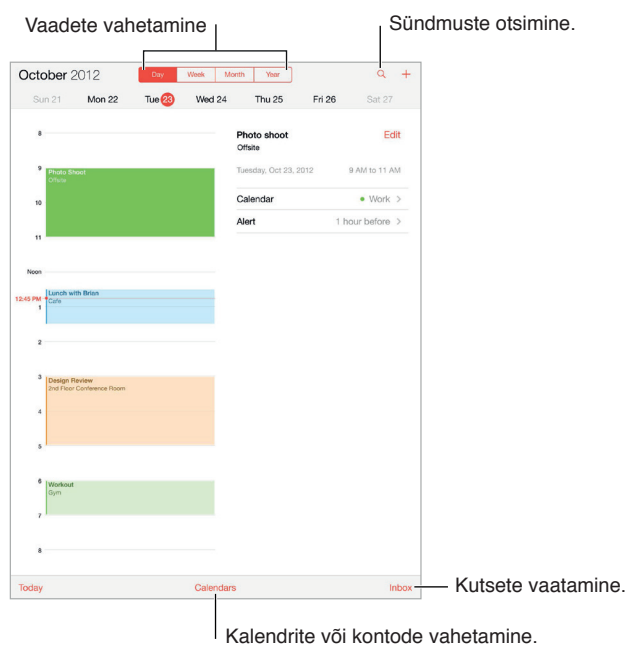 Vaadete vahetamine
Sündmuste otsimine.
October 2012
Day Week Month Year
Sun 21 Mon 22 Tue 23 Wed 24 Thu 25 Fri 26 Sat 27
8
9
10
11
Noon
12:45 PM
1
2
3
4
5
6
7
8
Photo Shoot
Offsite
Lunch with Brian
Cafe
Design Review
2nd Floor Conference Room
Workout
Gym
Photo shoot Edit
Offsite
Tuesday, Oct 23, 2012 9 AM to 11 AM
Calendar Work
Alert 1 hour before
Today Calendars Inbox
Kutsete vaatamine.
Kalendrite või kontode vahetamine.